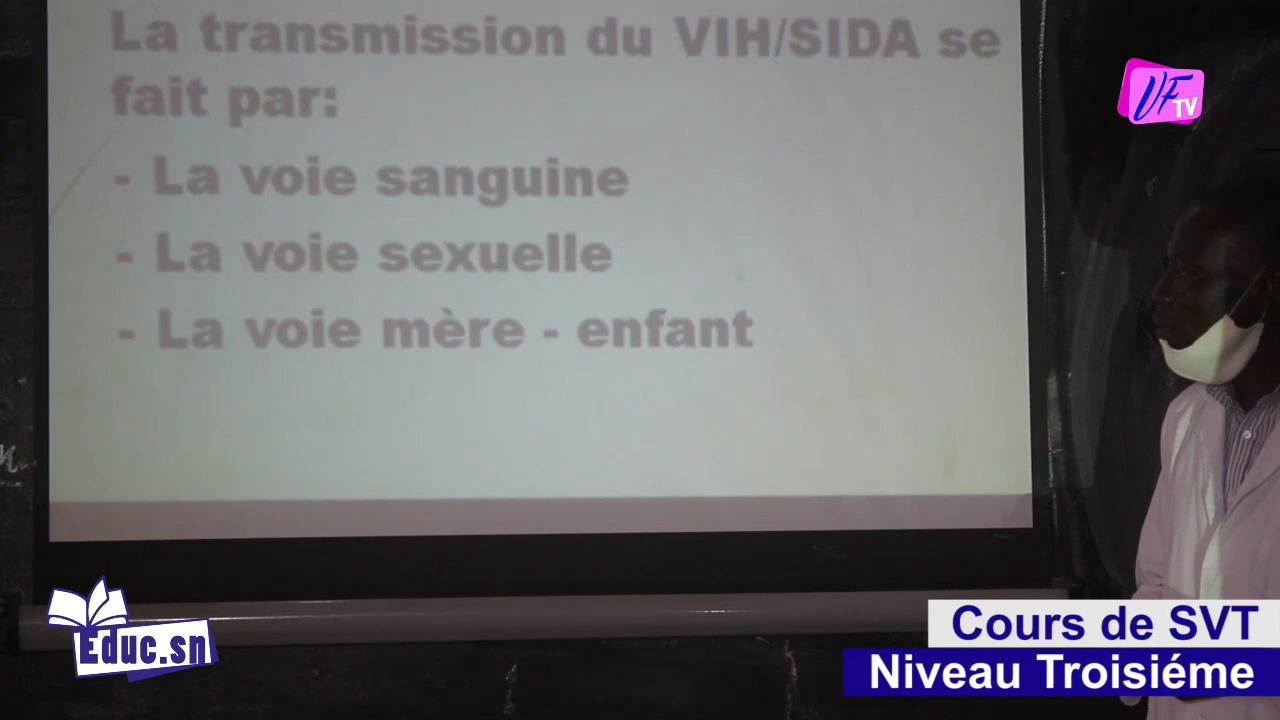 La transmission du VIH/SIDA se
fait par:
- La voie sanguine
- La voie sexuelle
- La voie mère - enfant
VF TV
Educ.sn
Cours de SVT
Niveau Troisiéme